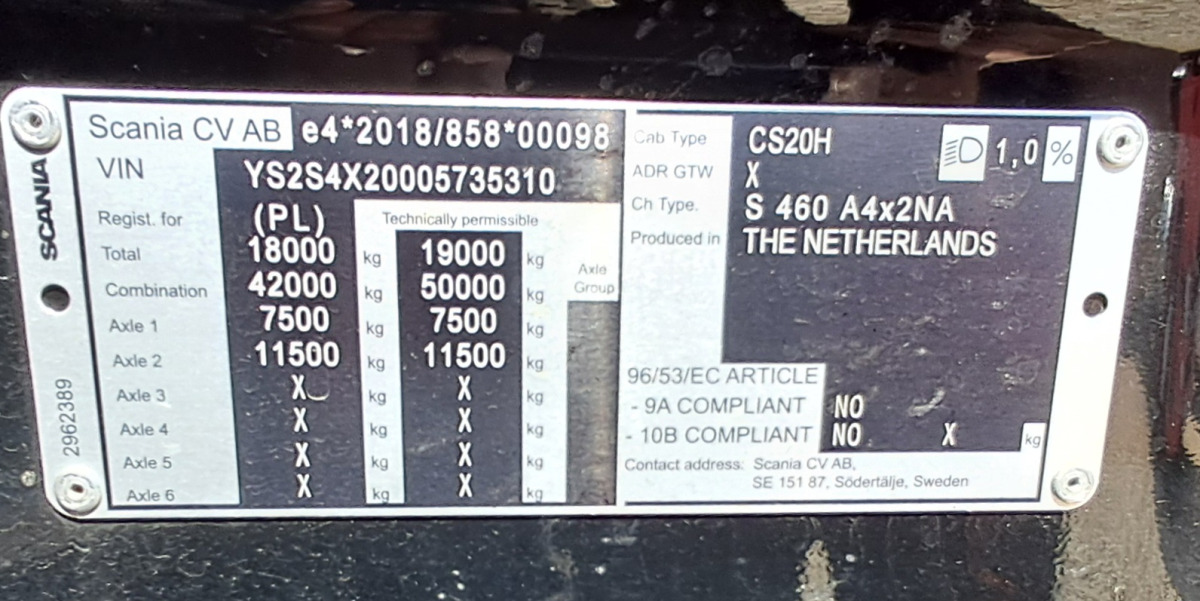 Scania CV AB e4*2018/858*00098
VIN YS2S4X20005735310
Regist. for (PL) Technically permissible
Total 18000 kg 19000 kg Axle
Combination 42000 kg 50000 kg Group
Axle 1 7500 kg 7500 kg
Axle 2 11500 kg 11500 kg
Axle 3 X kg X kg
Axle 4 X kg X kg
Axle 5 X kg X kg
Axle 6 X kg X kg
SCANIA
2962389
Cab Type CS20H 1,0 %
ADR GTW X
Ch Type. S 460 A4x2NA
Produced in THE NETHERLANDS
96/53/EC ARTICLE
- 9A COMPLIANT NO
- 10B COMPLIANT NO X kg
Contact address: Scania CV AB,
SE 151 87, Södertälje, Sweden